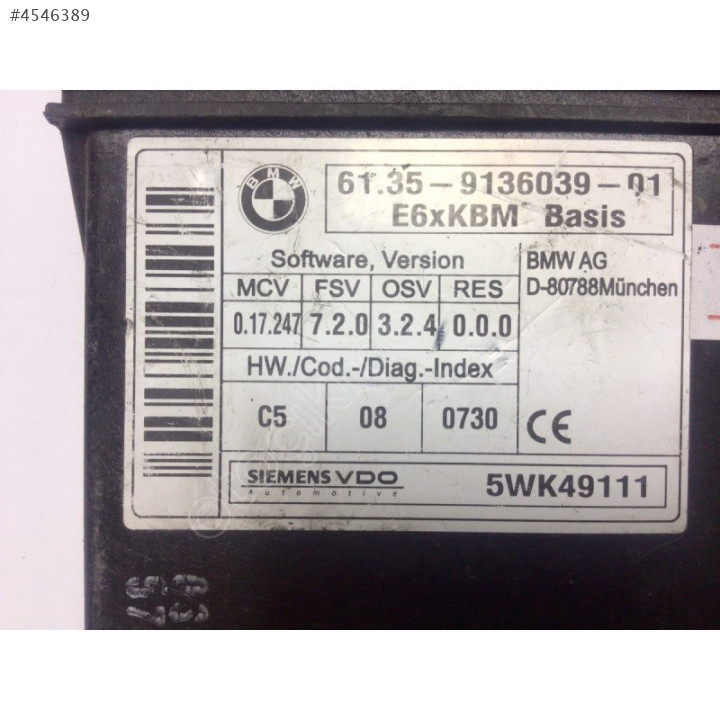 #4546389
BMW
61.35-9136039-01
E6xKBM Basis
Software, Version
MCV FSV OSV RES
0.17.247 7.2.0 3.2.4 0.0.0
HW./Cod.-/Diag.-Index
C5 08 0730
BMW AG
D-80788München
CE
SIEMENS VDO
Automotive
5WK49111